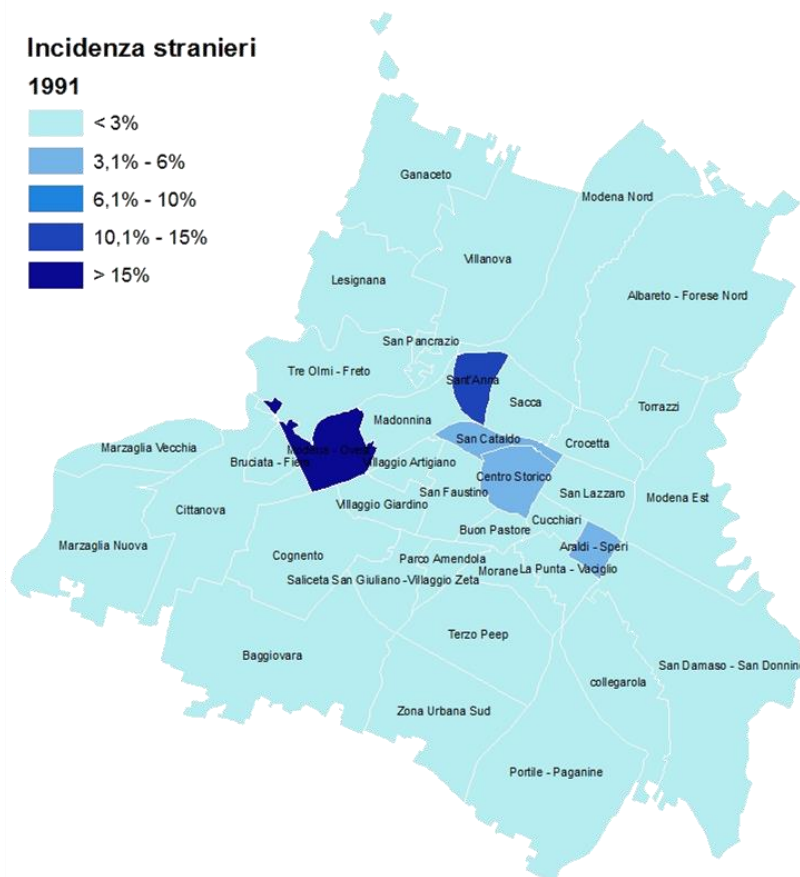 Incidenza stranieri
1991
< 3%
3,1% - 6%
6,1% - 10%
10,1% - 15%
> 15%
Ganaceto
Modena Nord
Villanova
Lesignana
Albareto - Forese Nord
San Pancrazio
Tre Olmi - Freto
Sant'Anna
Sacca
Torrazzi
Madonnina
San Cataldo
Crocetta
Marzaglia Vecchia
Modena - Ovest
Bruciata - Fiera
Villaggio Artigiano
Centro Storico
San Faustino
San Lazzaro
Modena Est
Villaggio Giardino
Cittanova
Cucchiari
Buon Pastore
Marzaglia Nuova
Araldi - Speri
Cognento
Parco Amendola
Morane
La Punta - Vaciglio
Saliceta San Giuliano -Villaggio Zeta
Terzo Peep
Baggiovara
San Damaso - San Donnino
collegarola
Zona Urbana Sud
Portile - Paganine